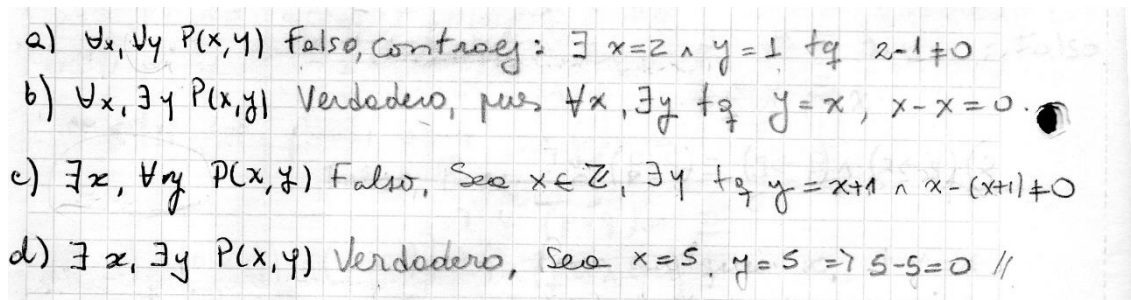 a) ∀x, ∀y P(x,y) Falso, contraej: ∃ x=2 ∧ y=1 tq 2-1≠0
b) ∀x, ∃y P(x,y) Verdadero, pues ∀x, ∃y tq y=x, x-x=0.
c) ∃x, ∀y P(x,y) Falso, Sea x∈ℤ, ∃y tq y=x+1 ∧ x-(x+1)≠0
d) ∃x, ∃y P(x,y) Verdadero, Sea x=5, y=5 => 5-5=0 //